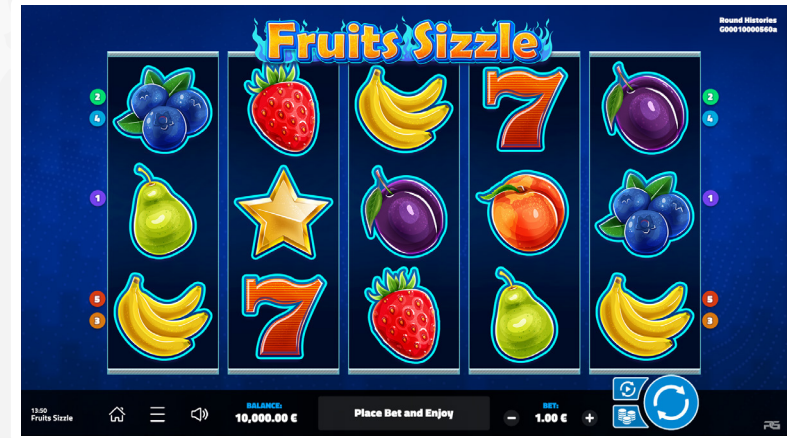 Fruits Sizzle
Round Histories
G00010000560a
2
2
4
4
1
1
5
5
3
3
13:50
Fruits Sizzle
BALANCE:
10,000.00 €
Place Bet and Enjoy
BET:
1.00 €